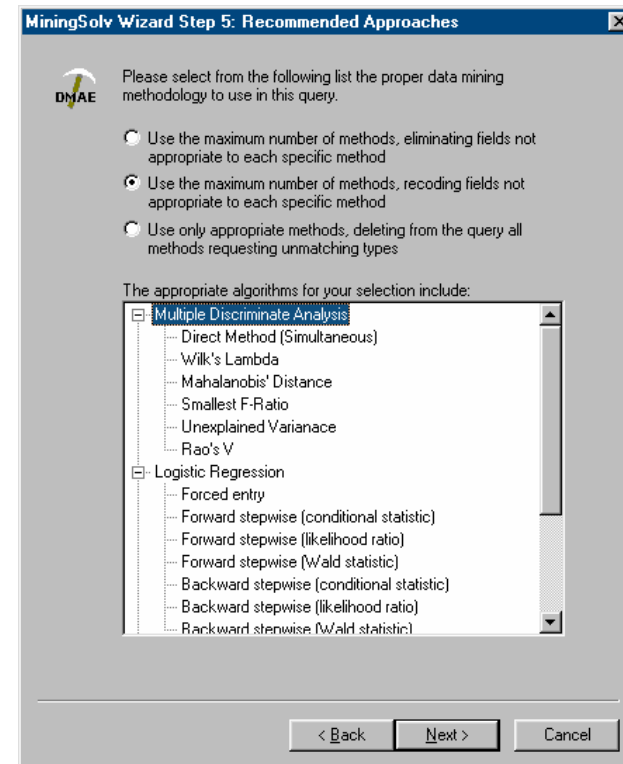 MiningSolv Wizard Step 5: Recommended Approaches
DMAE
Please select from the following list the proper data mining
methodology to use in this query.
Use the maximum number of methods, eliminating fields not
appropriate to each specific method
Use the maximum number of methods, recoding fields not
appropriate to each specific method
Use only appropriate methods, deleting from the query all
methods requesting unmatching types
The appropriate algorithms for your selection include:
Multiple Discriminate Analysis
Direct Method (Simultaneous)
Wilk's Lambda
Mahalanobis' Distance
Smallest F-Ratio
Unexplained Varianace
Rao's V
Logistic Regression
Forced entry
Forward stepwise (conditional statistic)
Forward stepwise (likelihood ratio)
Forward stepwise (Wald statistic)
Backward stepwise (conditional statistic)
Backward stepwise (likelihood ratio)
Backward stepwise (Wald statistic)
< Back
Next >
Cancel